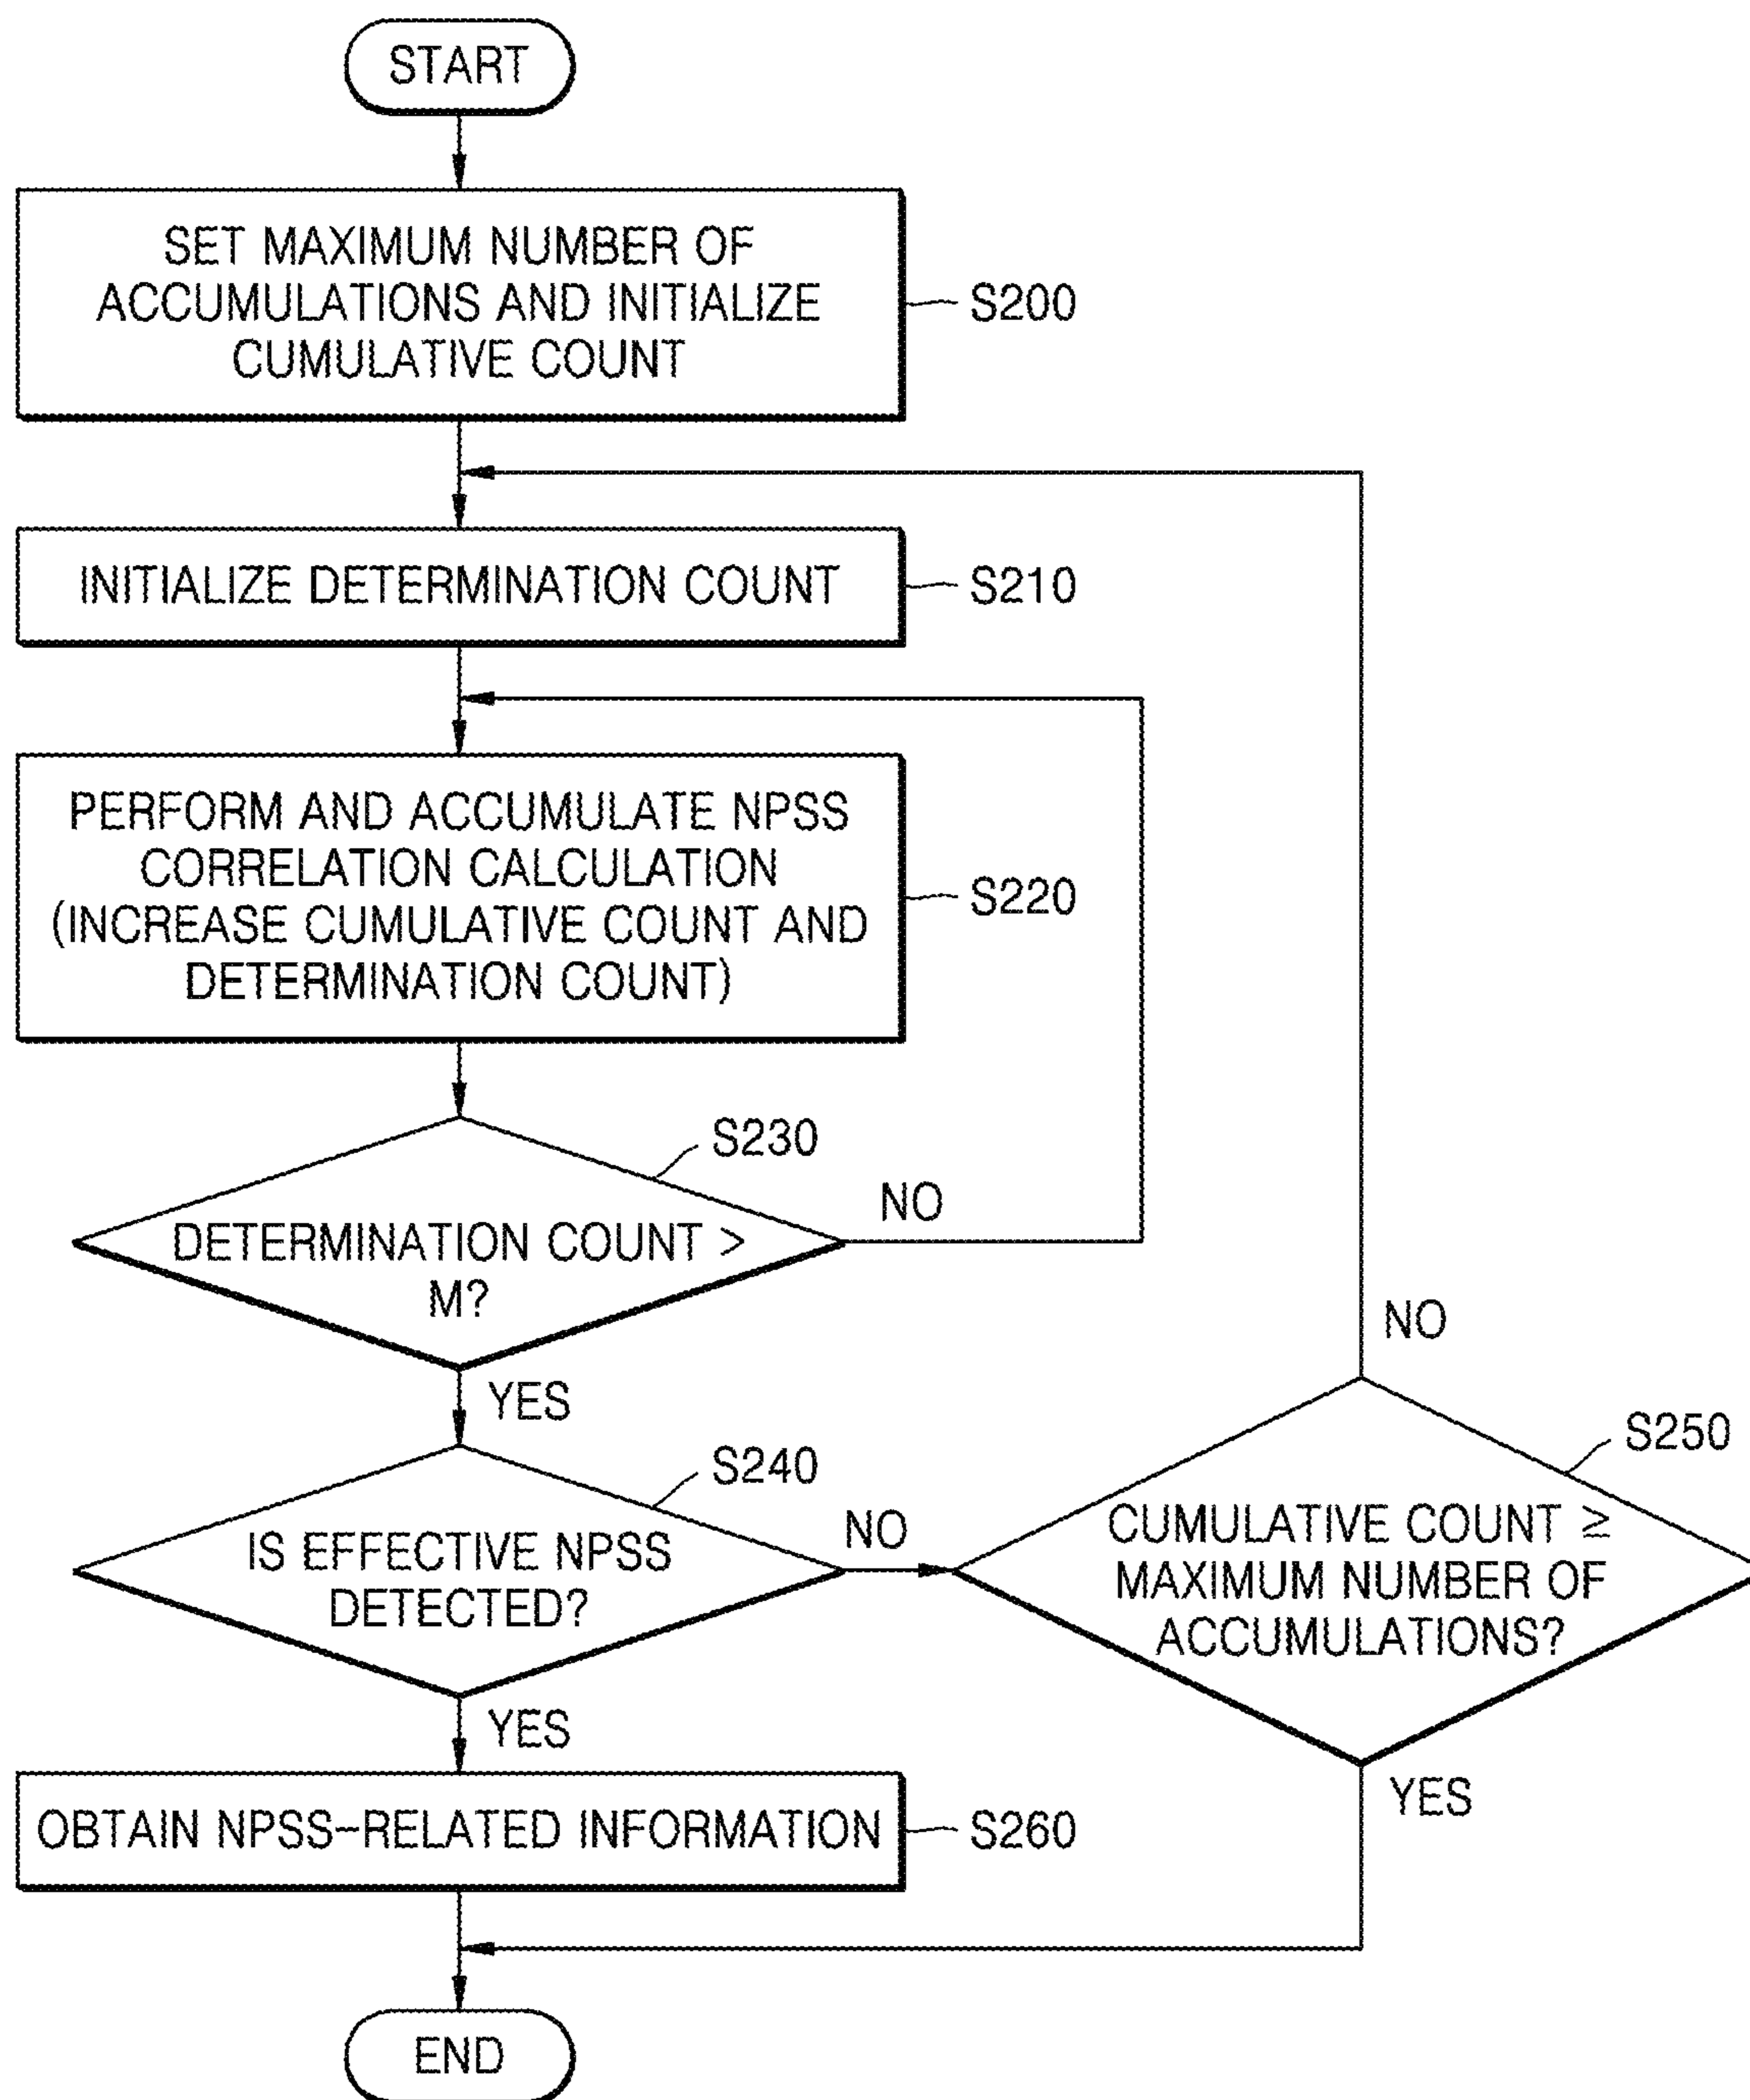 START
SET MAXIMUM NUMBER OF
ACCUMULATIONS AND INITIALIZE
CUMULATIVE COUNT
S200
INITIALIZE DETERMINATION COUNT
S210
PERFORM AND ACCUMULATE NPSS
CORRELATION CALCULATION
(INCREASE CUMULATIVE COUNT AND
DETERMINATION COUNT)
S220
S230
DETERMINATION COUNT >
M?
NO
YES
S240
IS EFFECTIVE NPSS
DETECTED?
NO
YES
NO
S250
CUMULATIVE COUNT ≥
MAXIMUM NUMBER OF
ACCUMULATIONS?
YES
OBTAIN NPSS-RELATED INFORMATION
S260
END